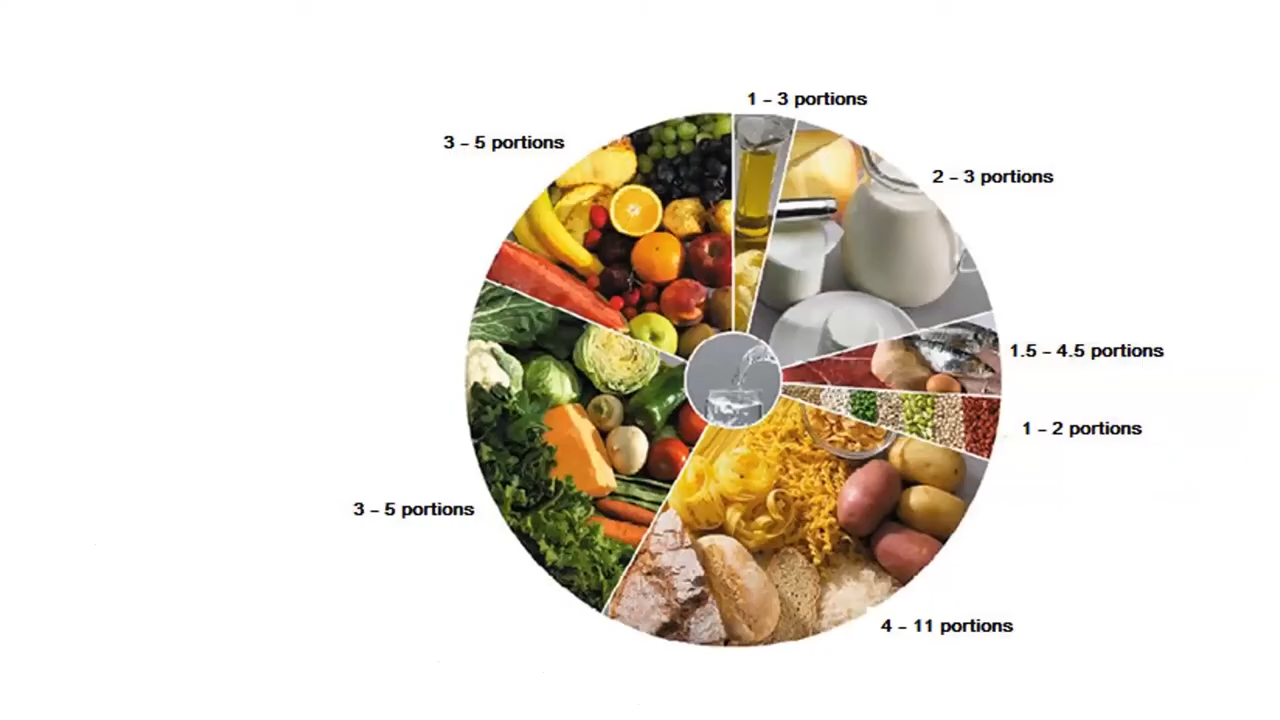 1 – 3 portions
3 – 5 portions
2 – 3 portions
1.5 – 4.5 portions
1 – 2 portions
3 – 5 portions
4 – 11 portions